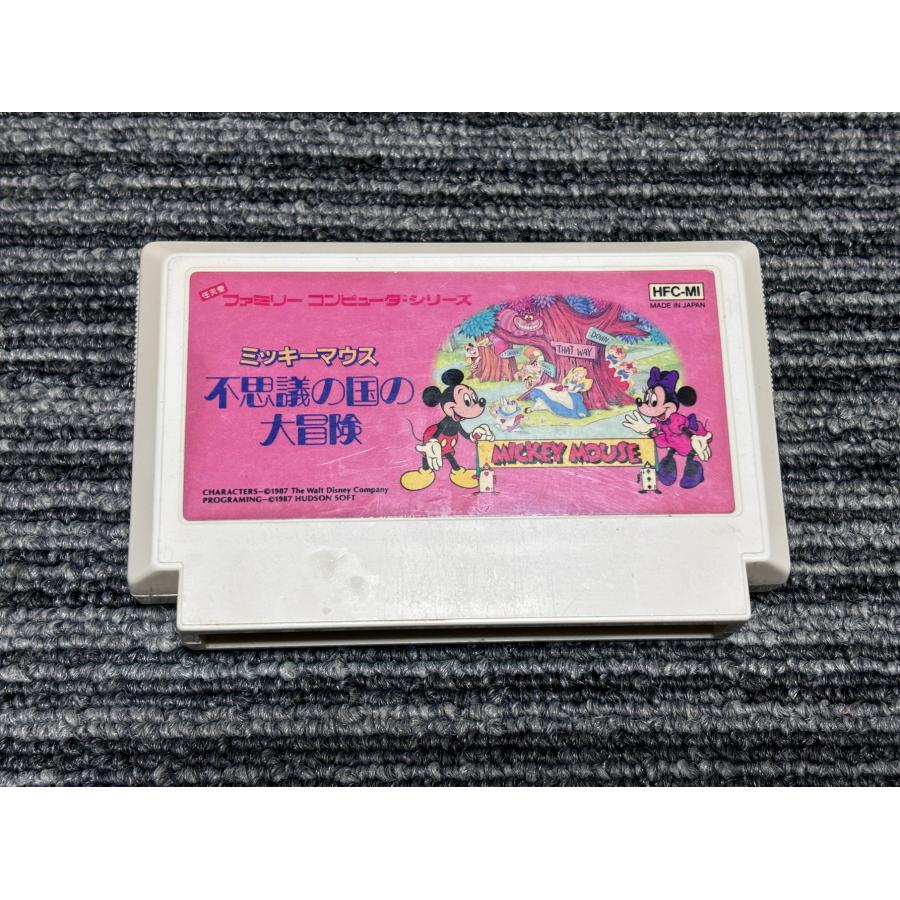 任天堂
ファミリー コンピュータ・シリーズ
HFC-MI
MADE IN JAPAN
ミッキーマウス
不思議の国の
大冒険
DOWN
THAT WAY
MICKEY MOUSE
CHARACTERS-©1987 The Walt Disney Company
PROGRAMING-©1987 HUDSON SOFT